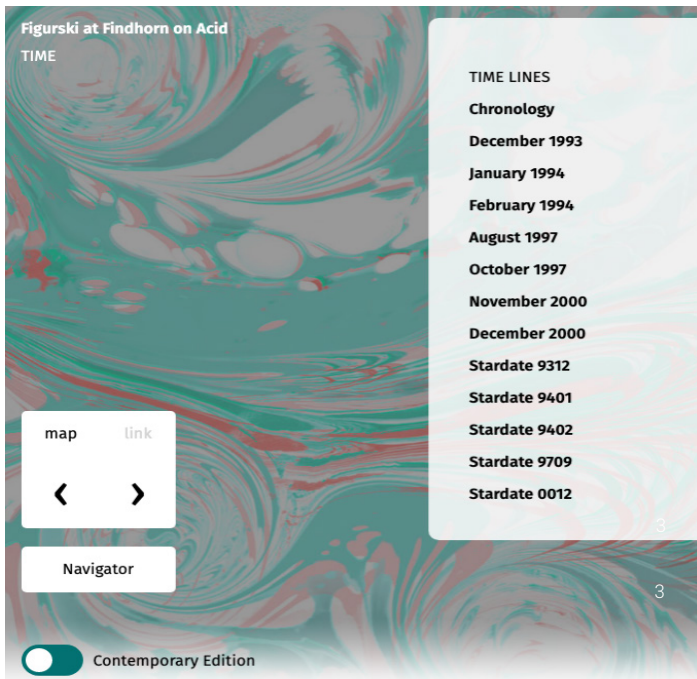 Figurski at Findhorn on Acid
TIME
TIME LINES
Chronology
December 1993
January 1994
February 1994
August 1997
October 1997
November 2000
December 2000
Stardate 9312
Stardate 9401
Stardate 9402
Stardate 9709
Stardate 0012
3
map link
‹ ›
Navigator
3
Contemporary Edition